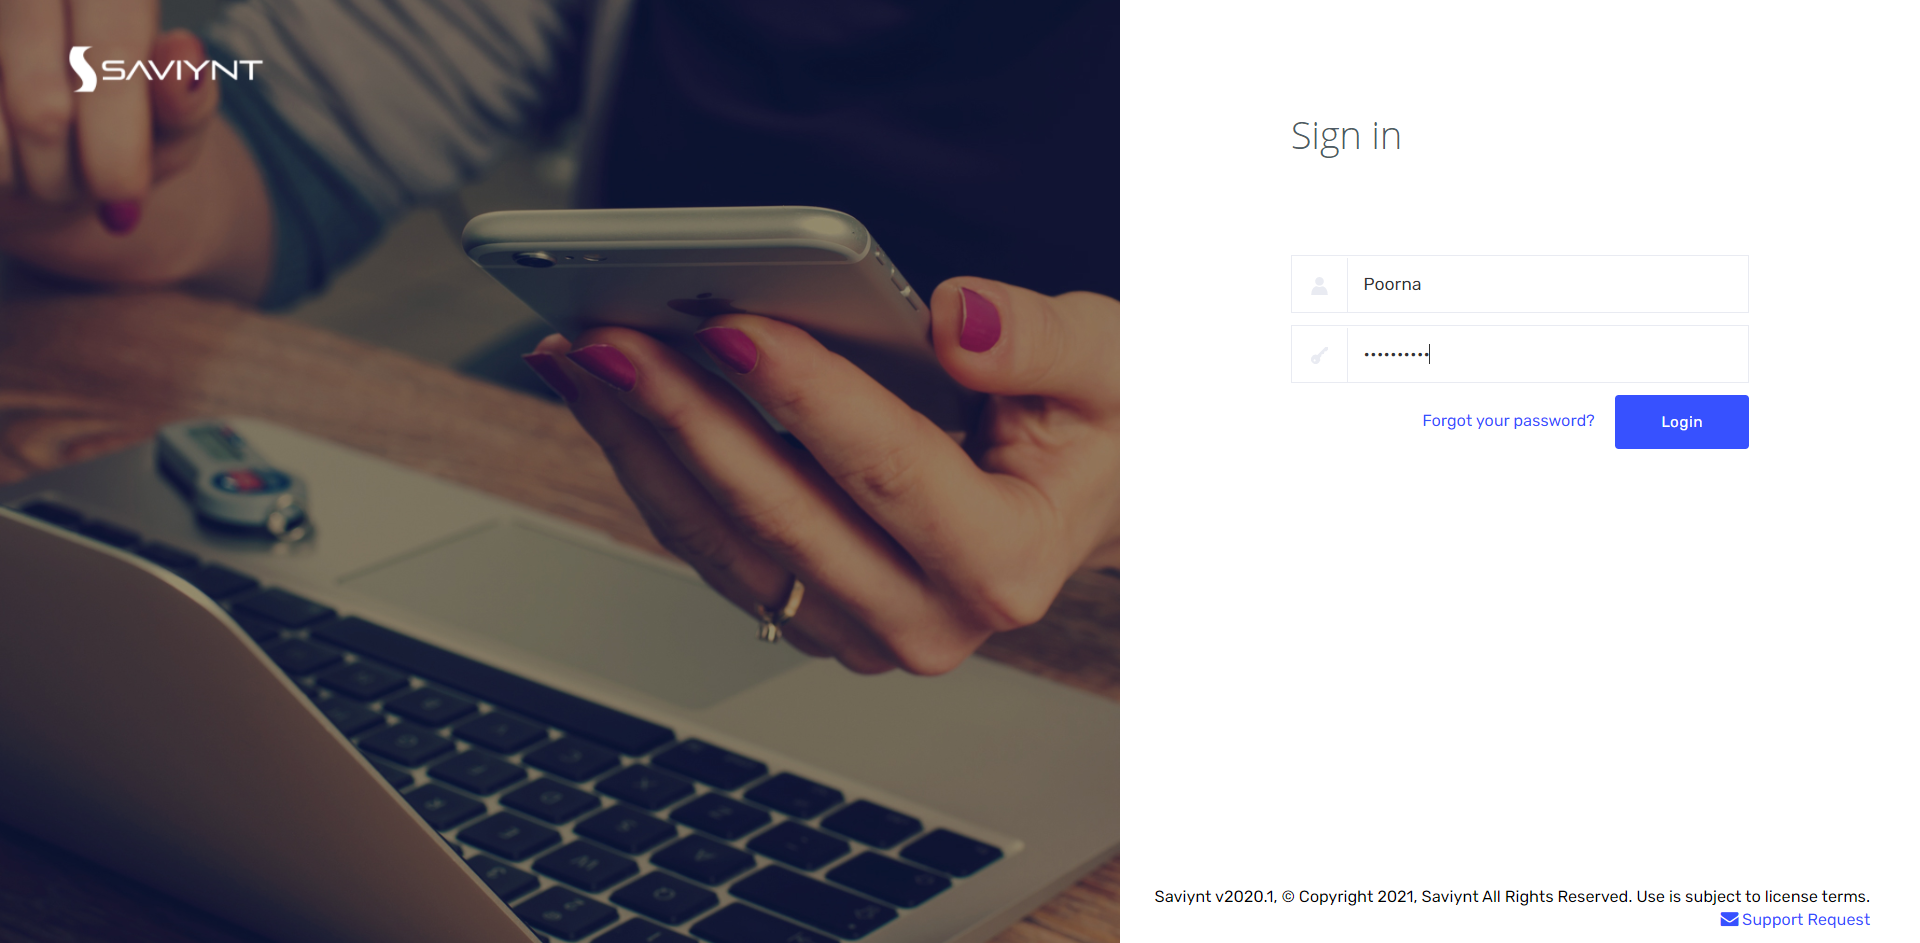 SAVIYNT
Sign in
Poorna
••••••••••
Forgot your password?
Login
Saviynt v2020.1, © Copyright 2021, Saviynt All Rights Reserved. Use is subject to license terms.
Support Request